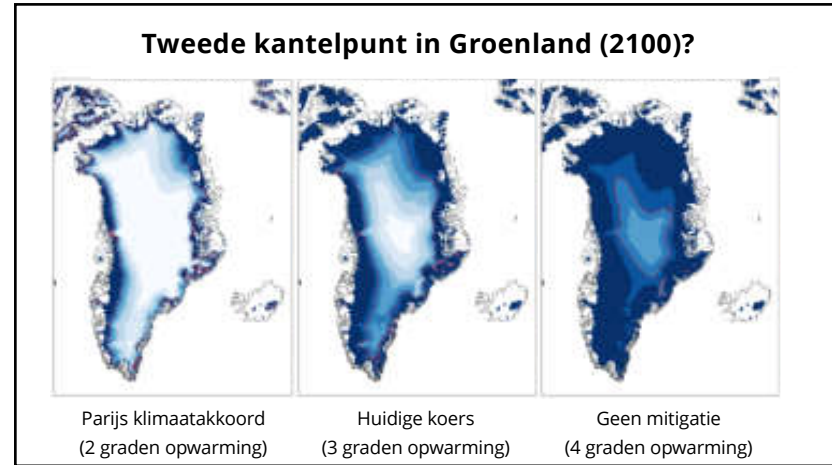 Tweede kantelpunt in Groenland (2100)?
Parijs klimaatakkoord
(2 graden opwarming)
Huidige koers
(3 graden opwarming)
Geen mitigatie
(4 graden opwarming)